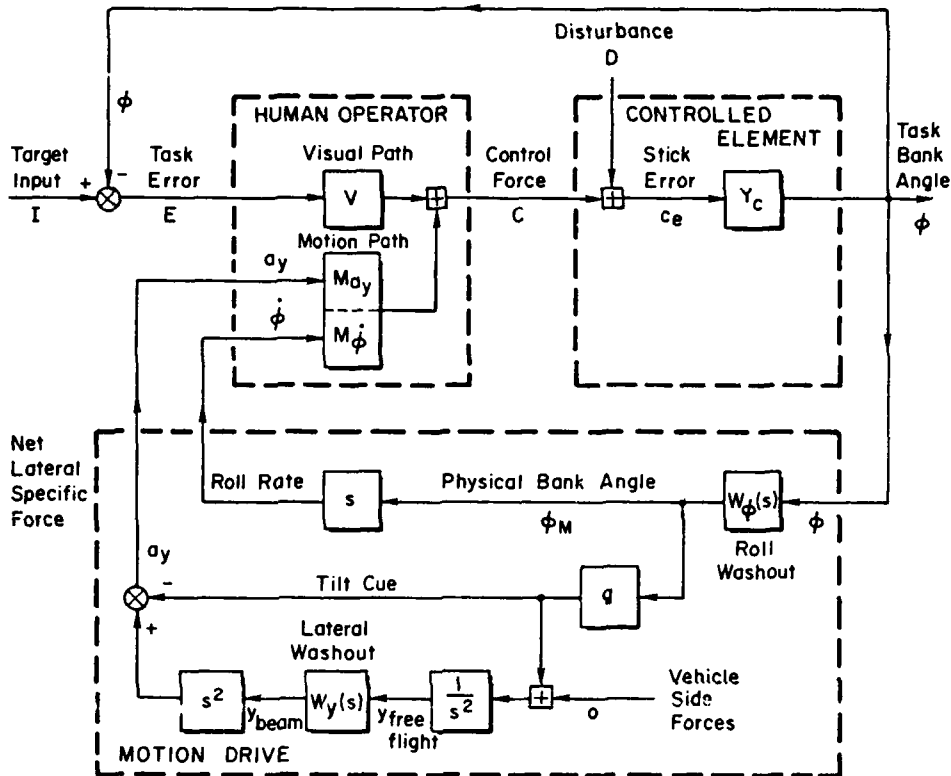 Disturbance
D
ϕ
HUMAN OPERATOR
CONTROLLED
ELEMENT
Target
Input
I
+
-
Task
Error
E
Visual Path
V
+
Control
Force
C
+
Stick
Error
ce
Yc
Task
Bank
Angle
ϕ
Motion Path
ay
May
ϕ̇
Mϕ̇
Net
Lateral
Specific
Force
ay
Roll Rate
s
Physical Bank Angle
ϕM
Wϕ(s)
ϕ
Roll
Washout
-
+
Tilt Cue
g
Lateral
Washout
s²
ybeam
Wy(s)
yfree
flight
1
s²
+
o
Vehicle
Side
Forces
MOTION DRIVE